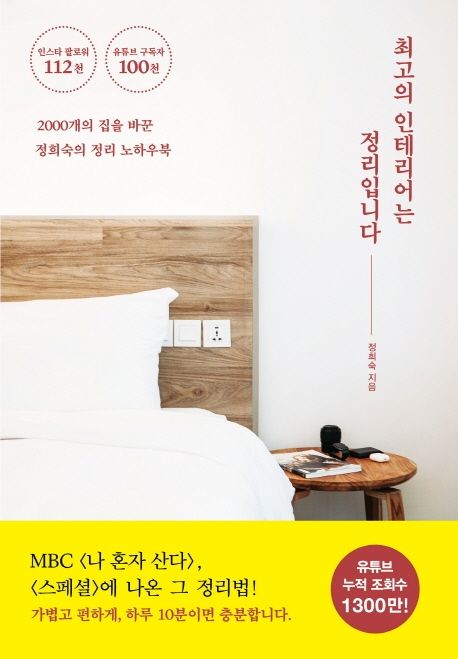 인스타 팔로워
112천
유튜브 구독자
100천
2000개의 집을 바꾼
정희숙의 정리 노하우북
최고의 인테리어는
정리입니다
정희숙 지음
MBC 〈나 혼자 산다〉,
〈스페셜〉에 나온 그 정리법!
가볍고 편하게, 하루 10분이면 충분합니다.
유튜브
누적 조회수
1300만!